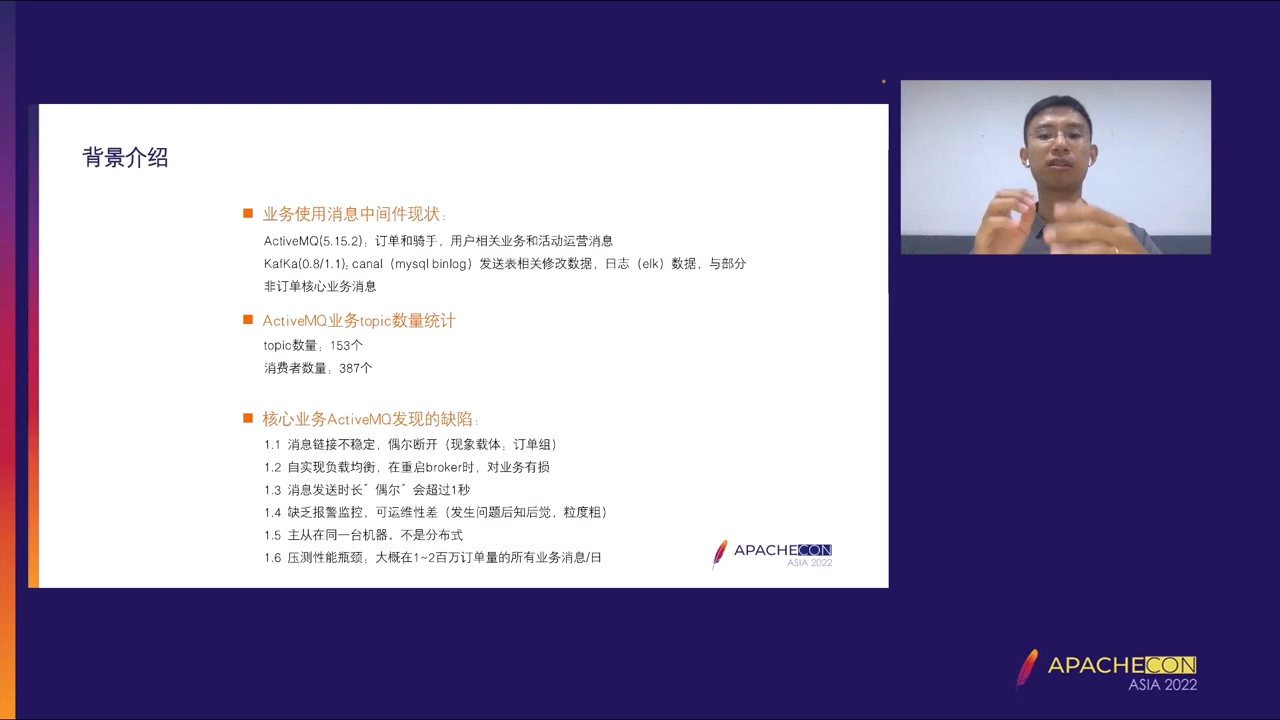 背景介绍
业务使用消息中间件现状:
ActiveMQ(5.15.2);订单和骑手,用户相关业务和活动运营消息
KafKa(0.8/1.1); canal(mysql binlog)发送表相关修改数据,日志(elk)数据,与部分
非订单核心业务消息
ActiveMQ业务topic数量统计
topic数量:153个
消费者数量:387个
核心业务ActiveMQ发现的缺陷:
1.1 消息链接不稳定,偶尔断开(现象载体:订单组)
1.2 自实现负载均衡,在重启broker时,对业务有损
1.3 消息发送时长"偶尔"会超过1秒
1.4 缺乏报警监控,可运维性差(发生问题后知后觉,粒度粗)
1.5 主从在同一台机器。不是分布式
1.6 压测性能瓶颈:大概在1~2百万订单量的所有业务消息/日
APACHECON
ASIA 2022
APACHECON
ASIA 2022